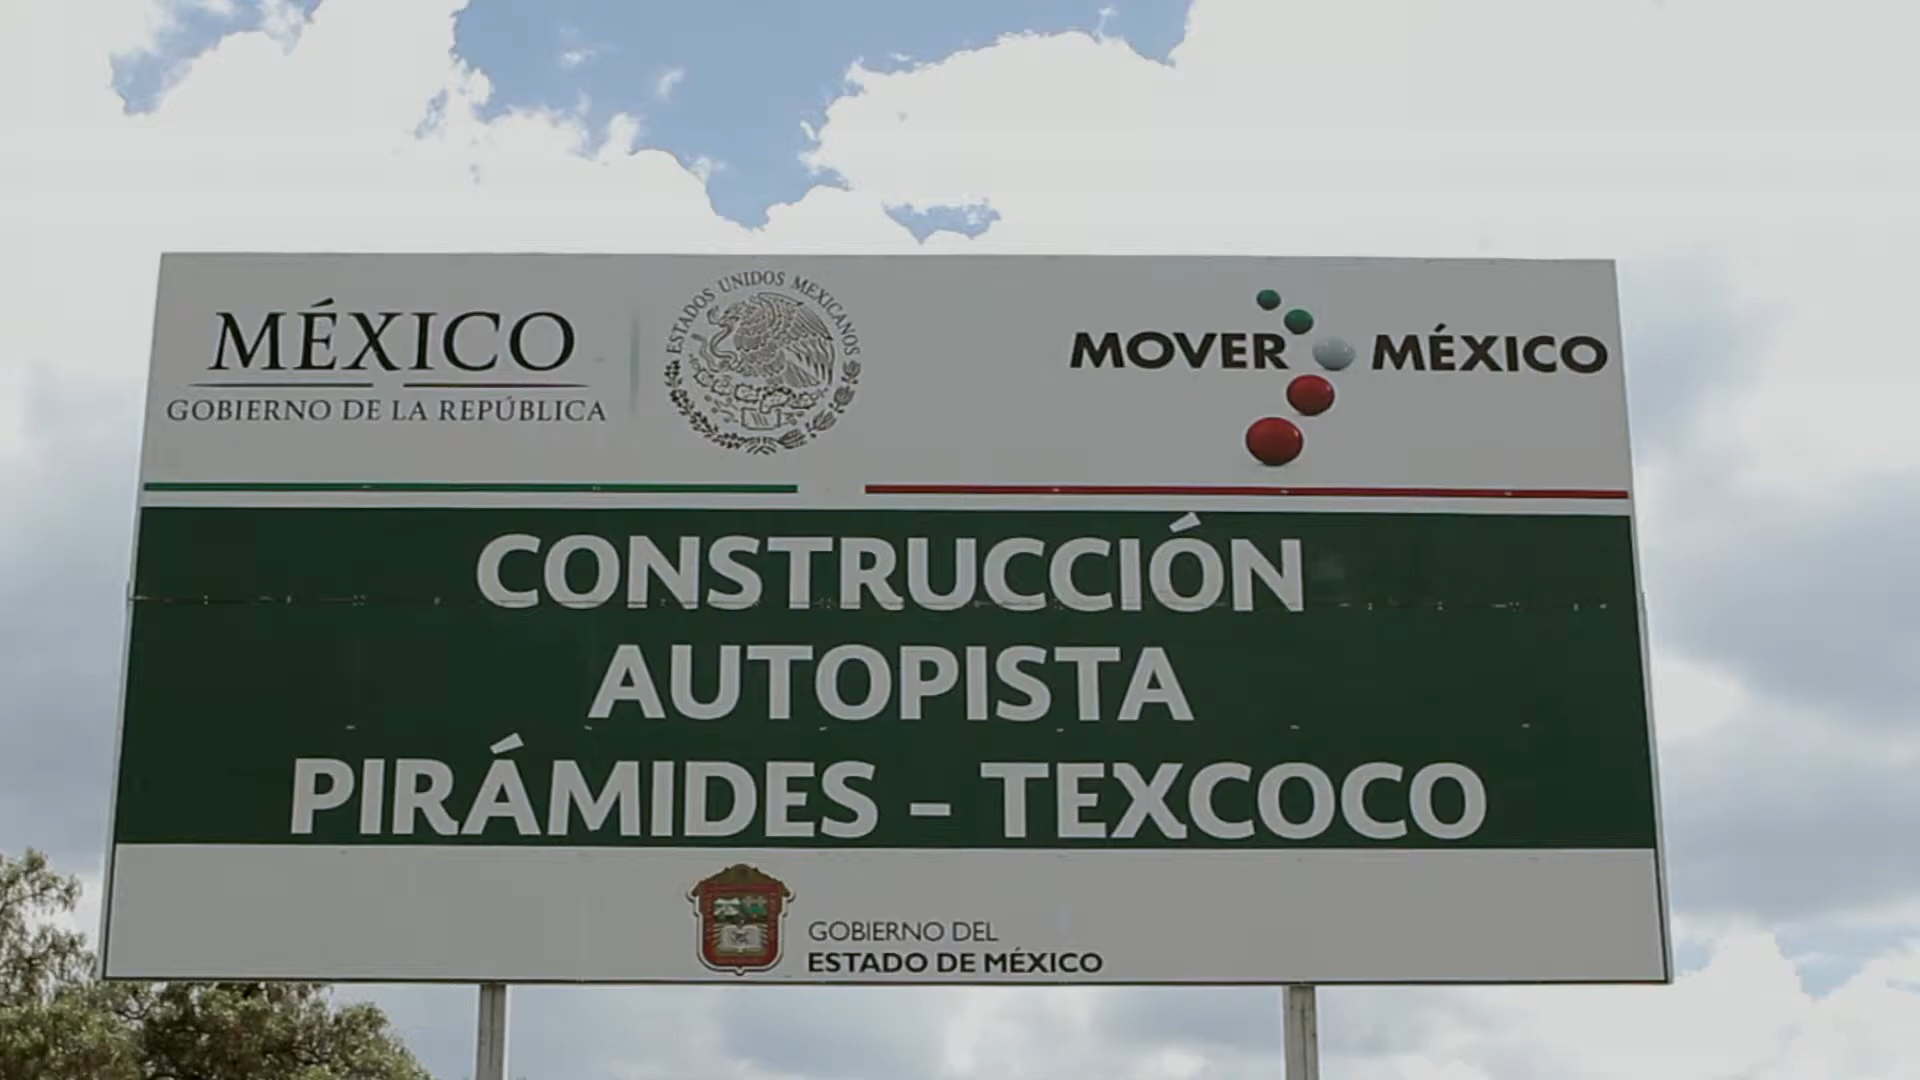 MÉXICO
GOBIERNO DE LA REPÚBLICA
ESTADOS UNIDOS MEXICANOS
MOVER MÉXICO
CONSTRUCCIÓN
AUTOPISTA
PIRÁMIDES - TEXCOCO
GOBIERNO DEL
ESTADO DE MÉXICO